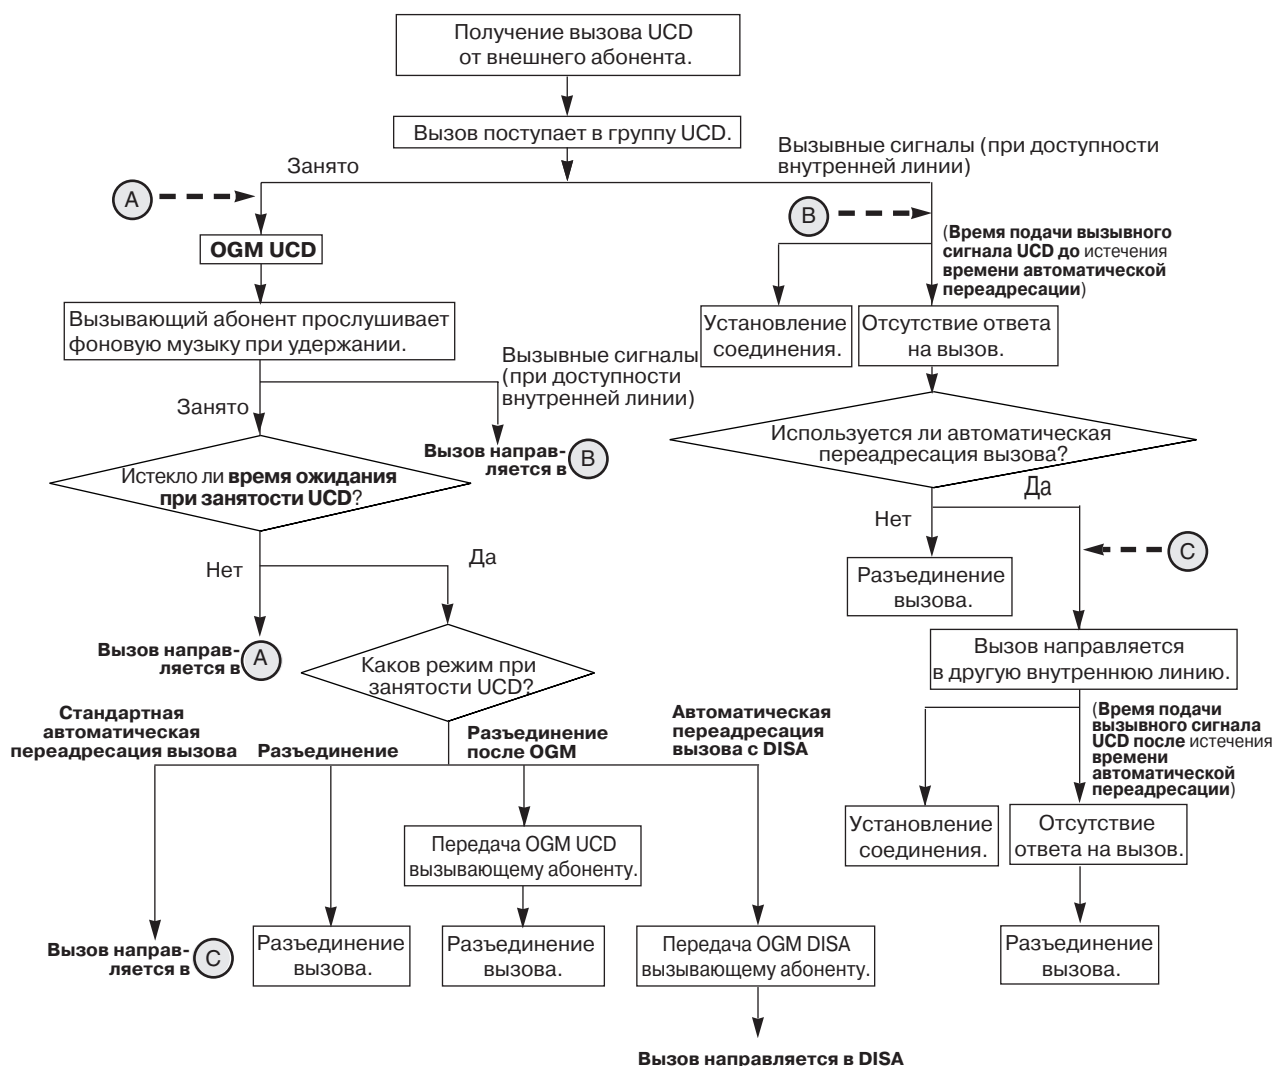 Получение вызова UCD
от внешнего абонента.
Вызов поступает в группу UCD.
Занято
Вызывные сигналы (при доступности
внутренней линии)
A
B
OGM UCD
(Время подачи вызывного
сигнала UCD до истечения
времени автоматической
переадресации)
Вызывающий абонент прослушивает
фоновую музыку при удержании.
Установление
соединения.
Отсутствие ответа
на вызов.
Вызывные сигналы
(при доступности
внутренней линии)
Занято
Вызов направ-
ляется в
B
Используется ли автоматическая
переадресация вызова?
Истекло ли время ожидания
при занятости UCD?
Да
Нет
C
Нет
Да
Разъединение
вызова.
Вызов направ-
ляется в
A
Каков режим при
занятости UCD?
Вызов направляется
в другую внутреннюю линию.
Стандартная
автоматическая
переадресация вызова
Разъединение
Разъединение
после OGM
Автоматическая
переадресация
вызова с DISA
(Время подачи
вызывного сигнала
UCD после истечения
времени
автоматической
переадресации)
Передача OGM UCD
вызывающему абоненту.
Установление
соединения.
Отсутствие
ответа на вызов.
Вызов направ-
ляется в
C
Разъединение
вызова.
Разъединение
вызова.
Передача OGM DISA
вызывающему абоненту.
Разъединение
вызова.
Вызов направляется в DISA